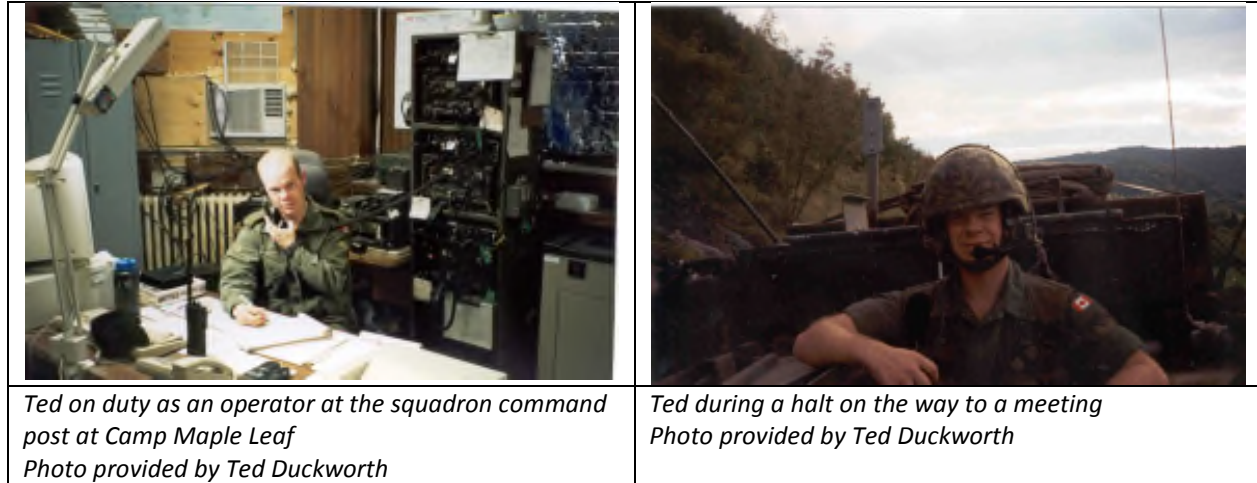 Ted on duty as an operator at the squadron command
post at Camp Maple Leaf
Photo provided by Ted Duckworth
Ted during a halt on the way to a meeting
Photo provided by Ted Duckworth